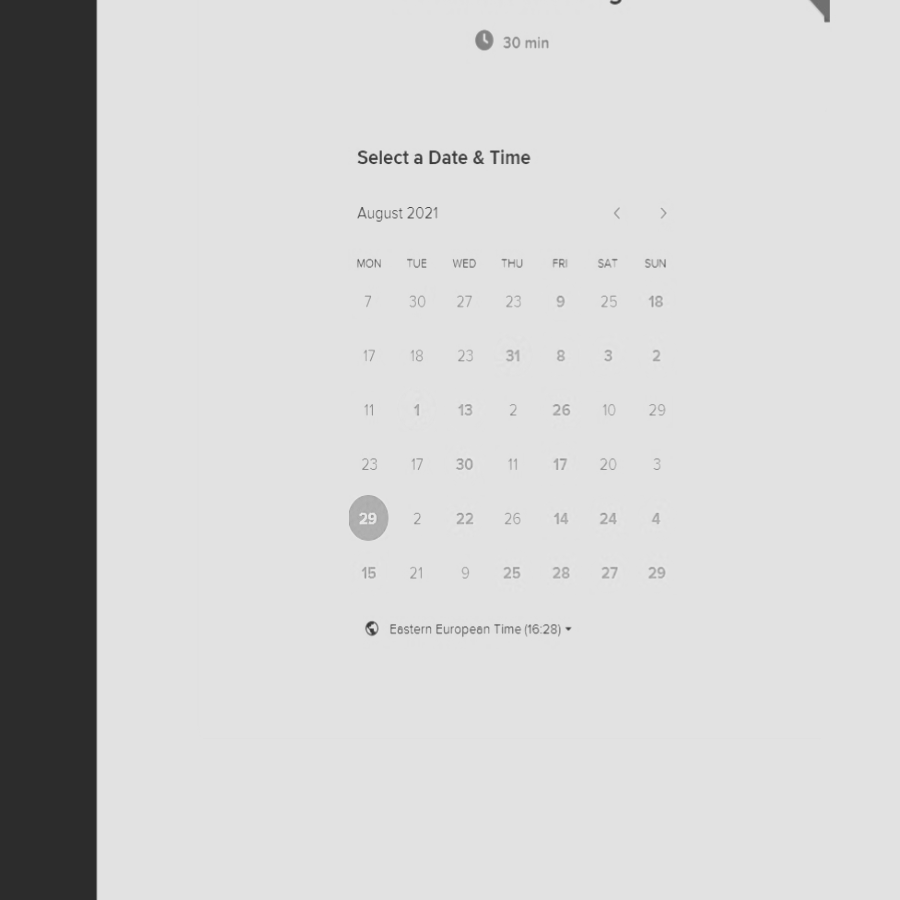 30 min
Select a Date & Time
August 2021
MON TUE WED THU FRI SAT SUN
7 30 27 23 9 25 18
17 18 23 31 8 3 2
11 1 13 2 26 10 29
23 17 30 11 17 20 3
29 2 22 26 14 24 4
15 21 9 25 28 27 29
Eastern European Time (16:28)